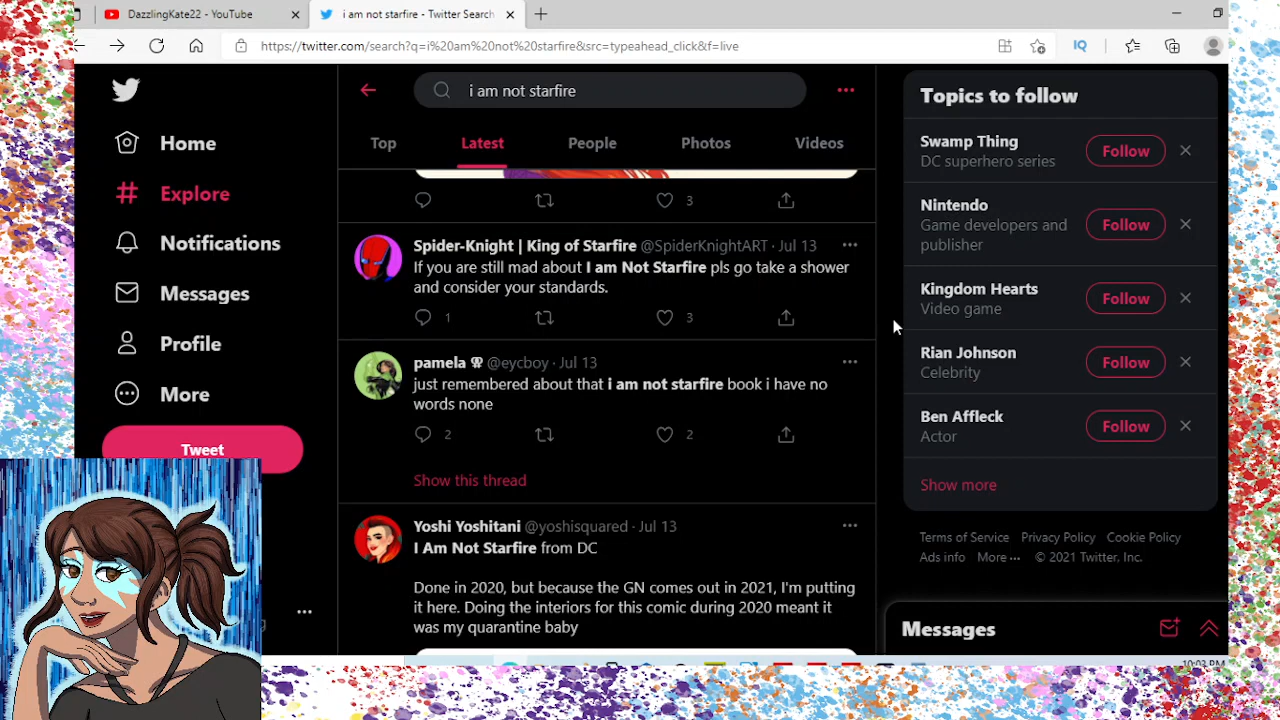 DazzlingKate22 - YouTube
i am not starfire - Twitter Search
https://twitter.com/search?q=i%20am%20not%20starfire&src=typeahead_click&f=live
IQ
i am not starfire
Top
Latest
People
Photos
Videos
Home
Explore
Notifications
Messages
Profile
More
Tweet
3
Spider-Knight | King of Starfire @SpiderKnightART · Jul 13
If you are still mad about I am Not Starfire pls go take a shower
and consider your standards.
1
3
pamela @eycboy · Jul 13
just remembered about that i am not starfire book i have no
words none
2
2
Show this thread
Yoshi Yoshitani @yoshisquared · Jul 13
I Am Not Starfire from DC
Done in 2020, but because the GN comes out in 2021, I'm putting
it here. Doing the interiors for this comic during 2020 meant it
was my quarantine baby
Topics to follow
Swamp Thing
DC superhero series
Follow
Nintendo
Game developers and
publisher
Follow
Kingdom Hearts
Video game
Follow
Rian Johnson
Celebrity
Follow
Ben Affleck
Actor
Follow
Show more
Terms of Service Privacy Policy Cookie Policy
Ads info More ··· © 2021 Twitter, Inc.
Messages
10:03 PM